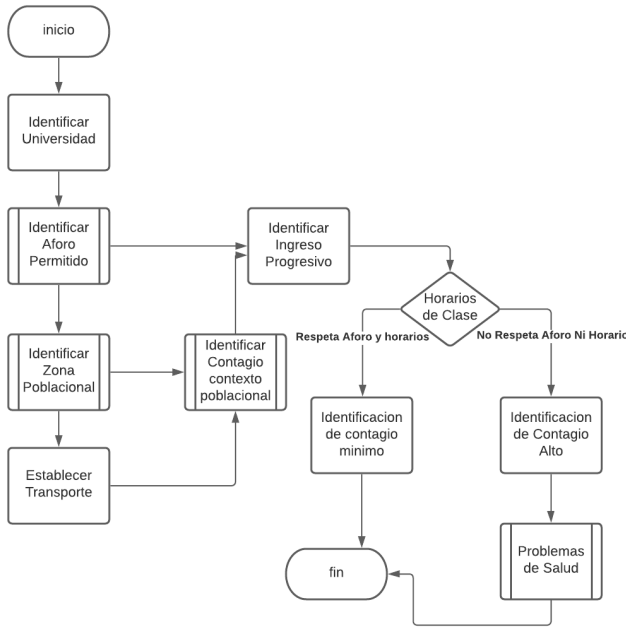 inicio
Identificar
Universidad
Identificar
Aforo
Permitido
Identificar
Ingreso
Progresivo
Horarios
de Clase
Respeta Aforo y horarios
No Respeta Aforo Ni Horario
Identificar
Zona
Poblacional
Identificar
Contagio
contexto
poblacional
Establecer
Transporte
Identificacion
de contagio
minimo
Identificacion
de Contagio
Alto
Problemas
de Salud
fin